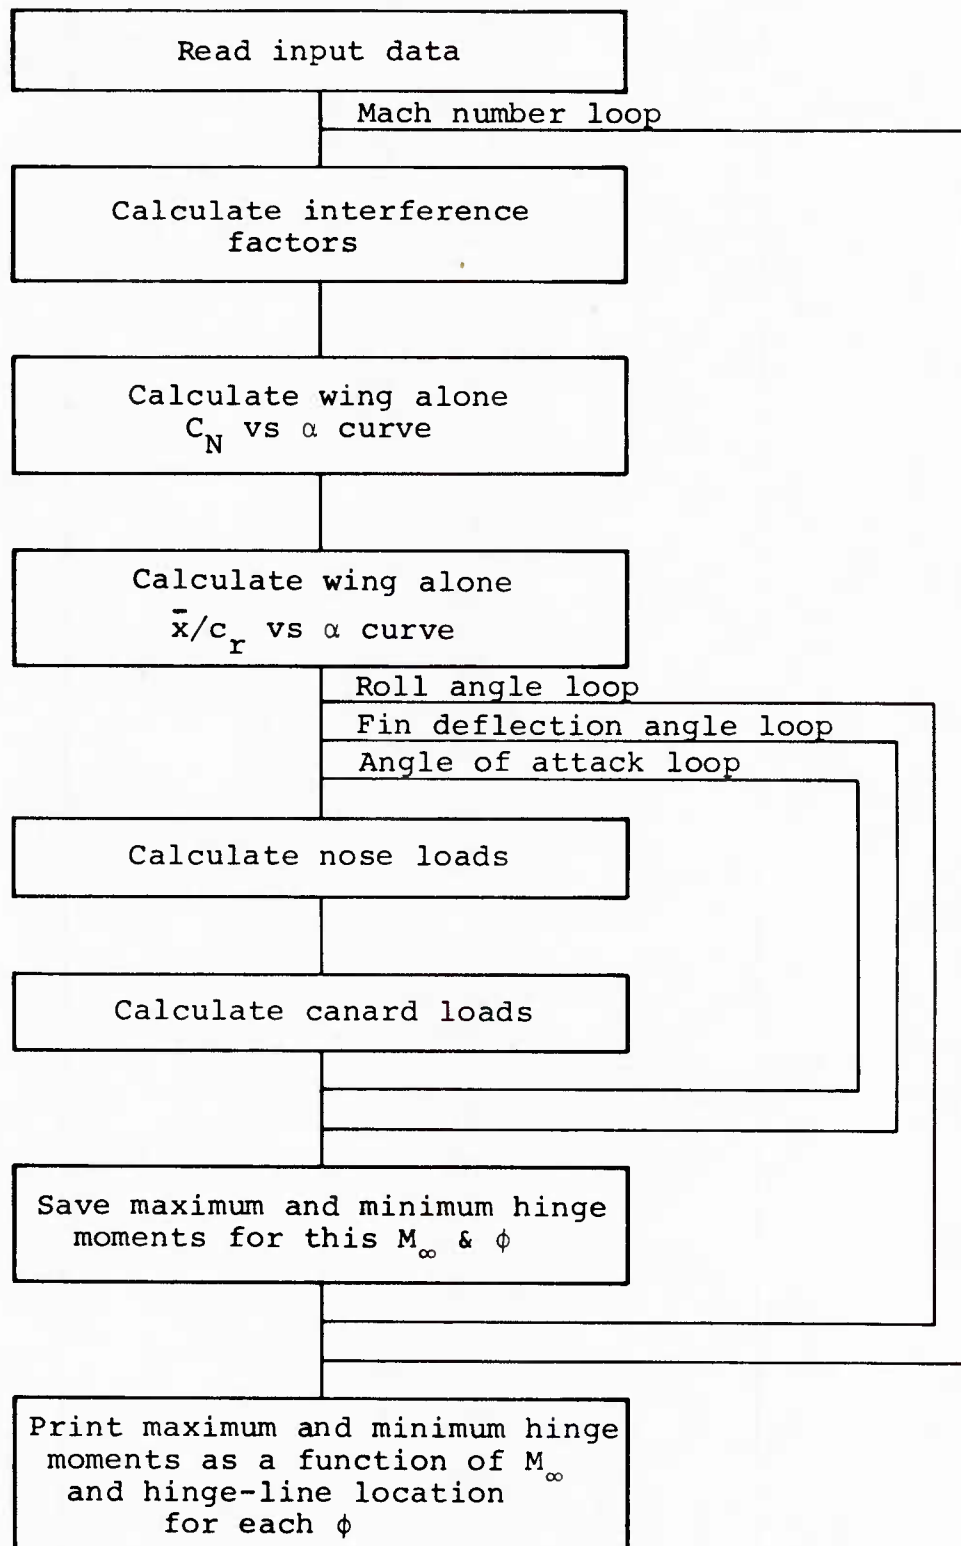 Read input data
Mach number loop
Calculate interference
factors
Calculate wing alone
C_N vs α curve
Calculate wing alone
x̄/c_r vs α curve
Roll angle loop
Fin deflection angle loop
Angle of attack loop
Calculate nose loads
Calculate canard loads
Save maximum and minimum hinge
moments for this M_∞ & ϕ
Print maximum and minimum hinge
moments as a function of M_∞
and hinge-line location
for each ϕ